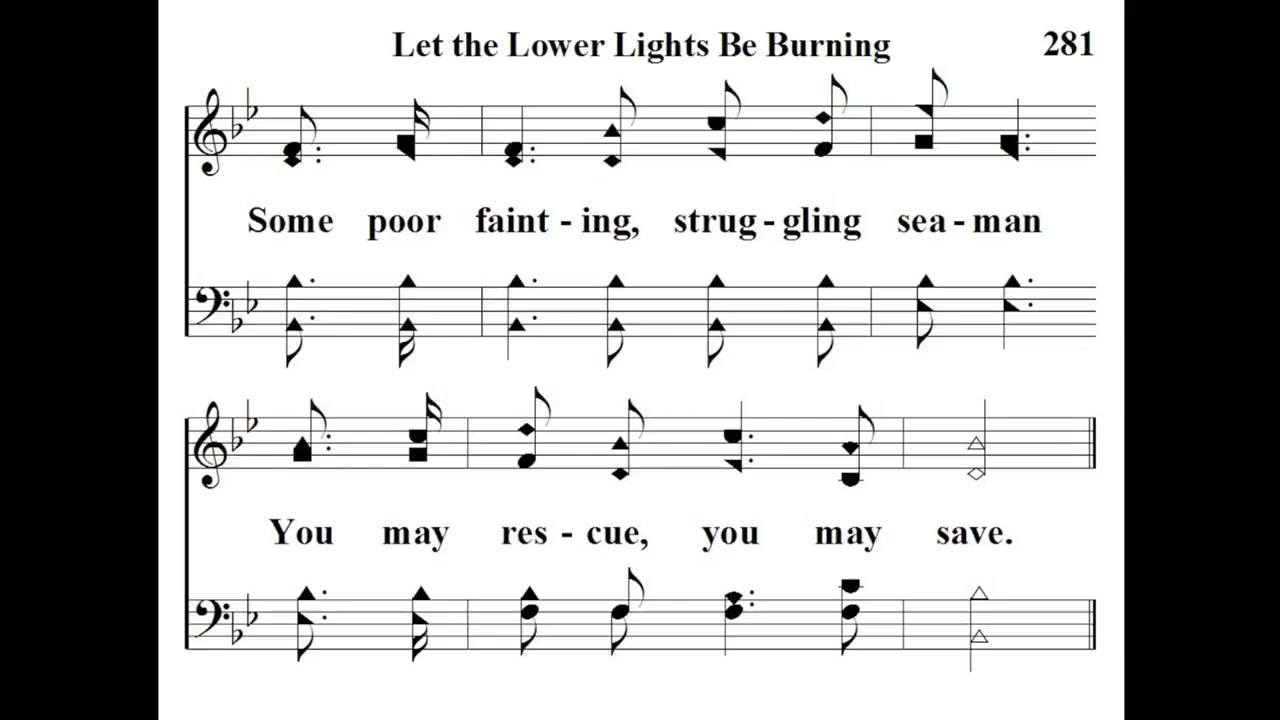 Let the Lower Lights Be Burning 281
Some poor faint - ing, strug - gling sea - man
You may res - cue, you may save.